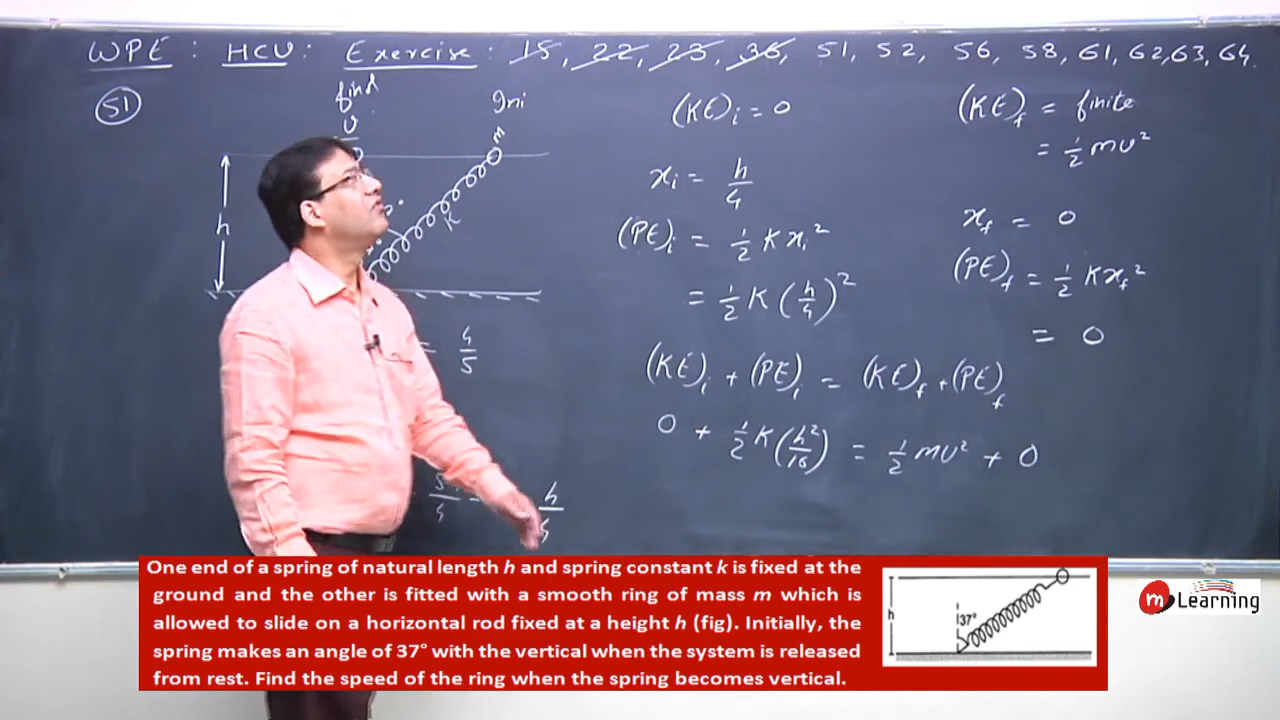 WPE : HCV : Exercise : 15, 22, 23, 36, 51, 52, 56, 58, 61, 62, 63, 64.
51
find
v
Ini
m
h
K
= 4/5
5/4
h/4
(KE)i = 0
xi = h/4
(PE)i = 1/2 K xi²
= 1/2 K (h/4)²
(KE)f = finite
= 1/2 mv²
xf = 0
(PE)f = 1/2 K xf²
= 0
(KE)i + (PE)i = (KE)f + (PE)f
0 + 1/2 K (h²/16) = 1/2 mv² + 0
One end of a spring of natural length h and spring constant k is fixed at the
ground and the other is fitted with a smooth ring of mass m which is
allowed to slide on a horizontal rod fixed at a height h (fig). Initially, the
spring makes an angle of 37° with the vertical when the system is released
from rest. Find the speed of the ring when the spring becomes vertical.
h
37°
m Learning